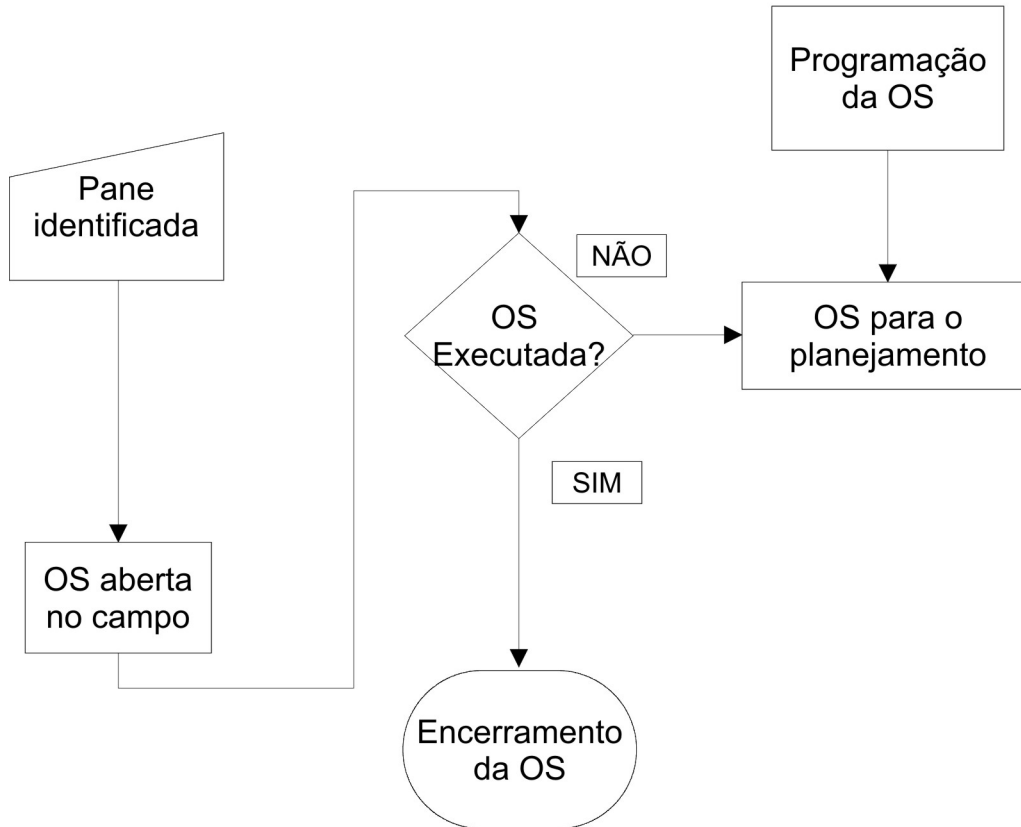 Programação
da OS
Pane
identificada
NÃO
OS
Executada?
OS para o
planejamento
SIM
OS aberta
no campo
Encerramento
da OS